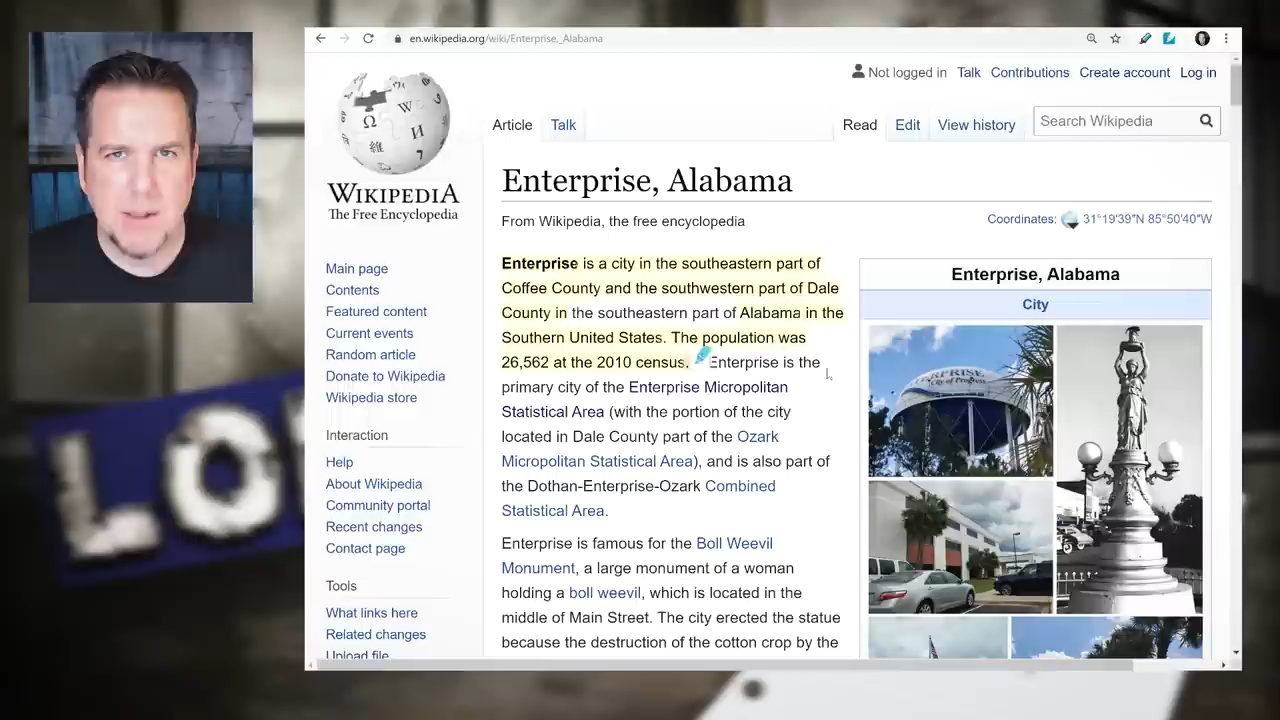 en.wikipedia.org/wiki/Enterprise,_Alabama
Not logged in Talk Contributions Create account Log in
Article Talk Read Edit View history Search Wikipedia
WIKIPEDIA
The Free Encyclopedia
Main page
Contents
Featured content
Current events
Random article
Donate to Wikipedia
Wikipedia store
Interaction
Help
About Wikipedia
Community portal
Recent changes
Contact page
Tools
What links here
Related changes
Upload file
Enterprise, Alabama
From Wikipedia, the free encyclopedia
Coordinates: 31°19′39″N 85°50′40″W
Enterprise is a city in the southeastern part of
Coffee County and the southwestern part of Dale
County in the southeastern part of Alabama in the
Southern United States. The population was
26,562 at the 2010 census. Enterprise is the
primary city of the Enterprise Micropolitan
Statistical Area (with the portion of the city
located in Dale County part of the Ozark
Micropolitan Statistical Area), and is also part of
the Dothan-Enterprise-Ozark Combined
Statistical Area.
Enterprise is famous for the Boll Weevil
Monument, a large monument of a woman
holding a boll weevil, which is located in the
middle of Main Street. The city erected the statue
because the destruction of the cotton crop by the
Enterprise, Alabama
City
City of Progress
LO